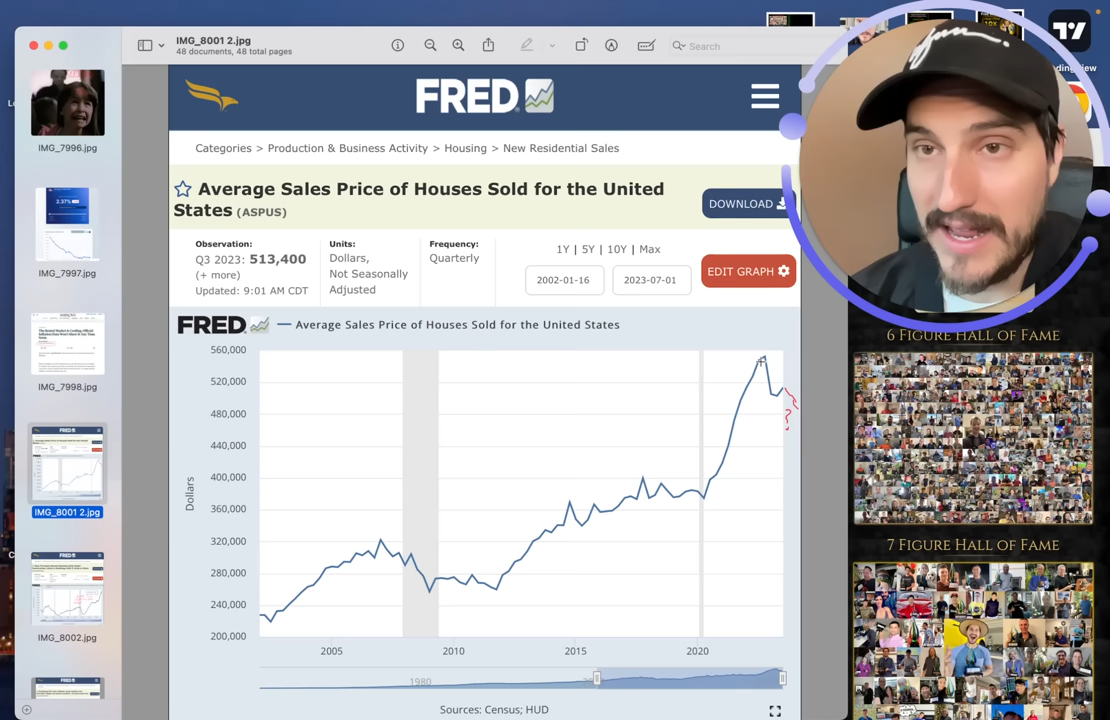 IMG_8001 2.jpg
48 documents, 48 total pages
Search
IMG_7996.jpg
2.37%
IMG_7997.jpg
IMG_7998.jpg
IMG_8001 2.jpg
IMG_8002.jpg
FRED
Categories > Production & Business Activity > Housing > New Residential Sales
Average Sales Price of Houses Sold for the United
States (ASPUS)
DOWNLOAD
Observation:
Q3 2023: 513,400
(+ more)
Updated: 9:01 AM CDT
Units:
Dollars,
Not Seasonally
Adjusted
Frequency:
Quarterly
1Y | 5Y | 10Y | Max
2002-01-16
2023-07-01
EDIT GRAPH
FRED
Average Sales Price of Houses Sold for the United States
560,000
520,000
480,000
440,000
400,000
360,000
320,000
280,000
240,000
200,000
Dollars
2005
2010
2015
2020
1980
Sources: Census; HUD
?
6 Figure Hall of Fame
7 Figure Hall of Fame